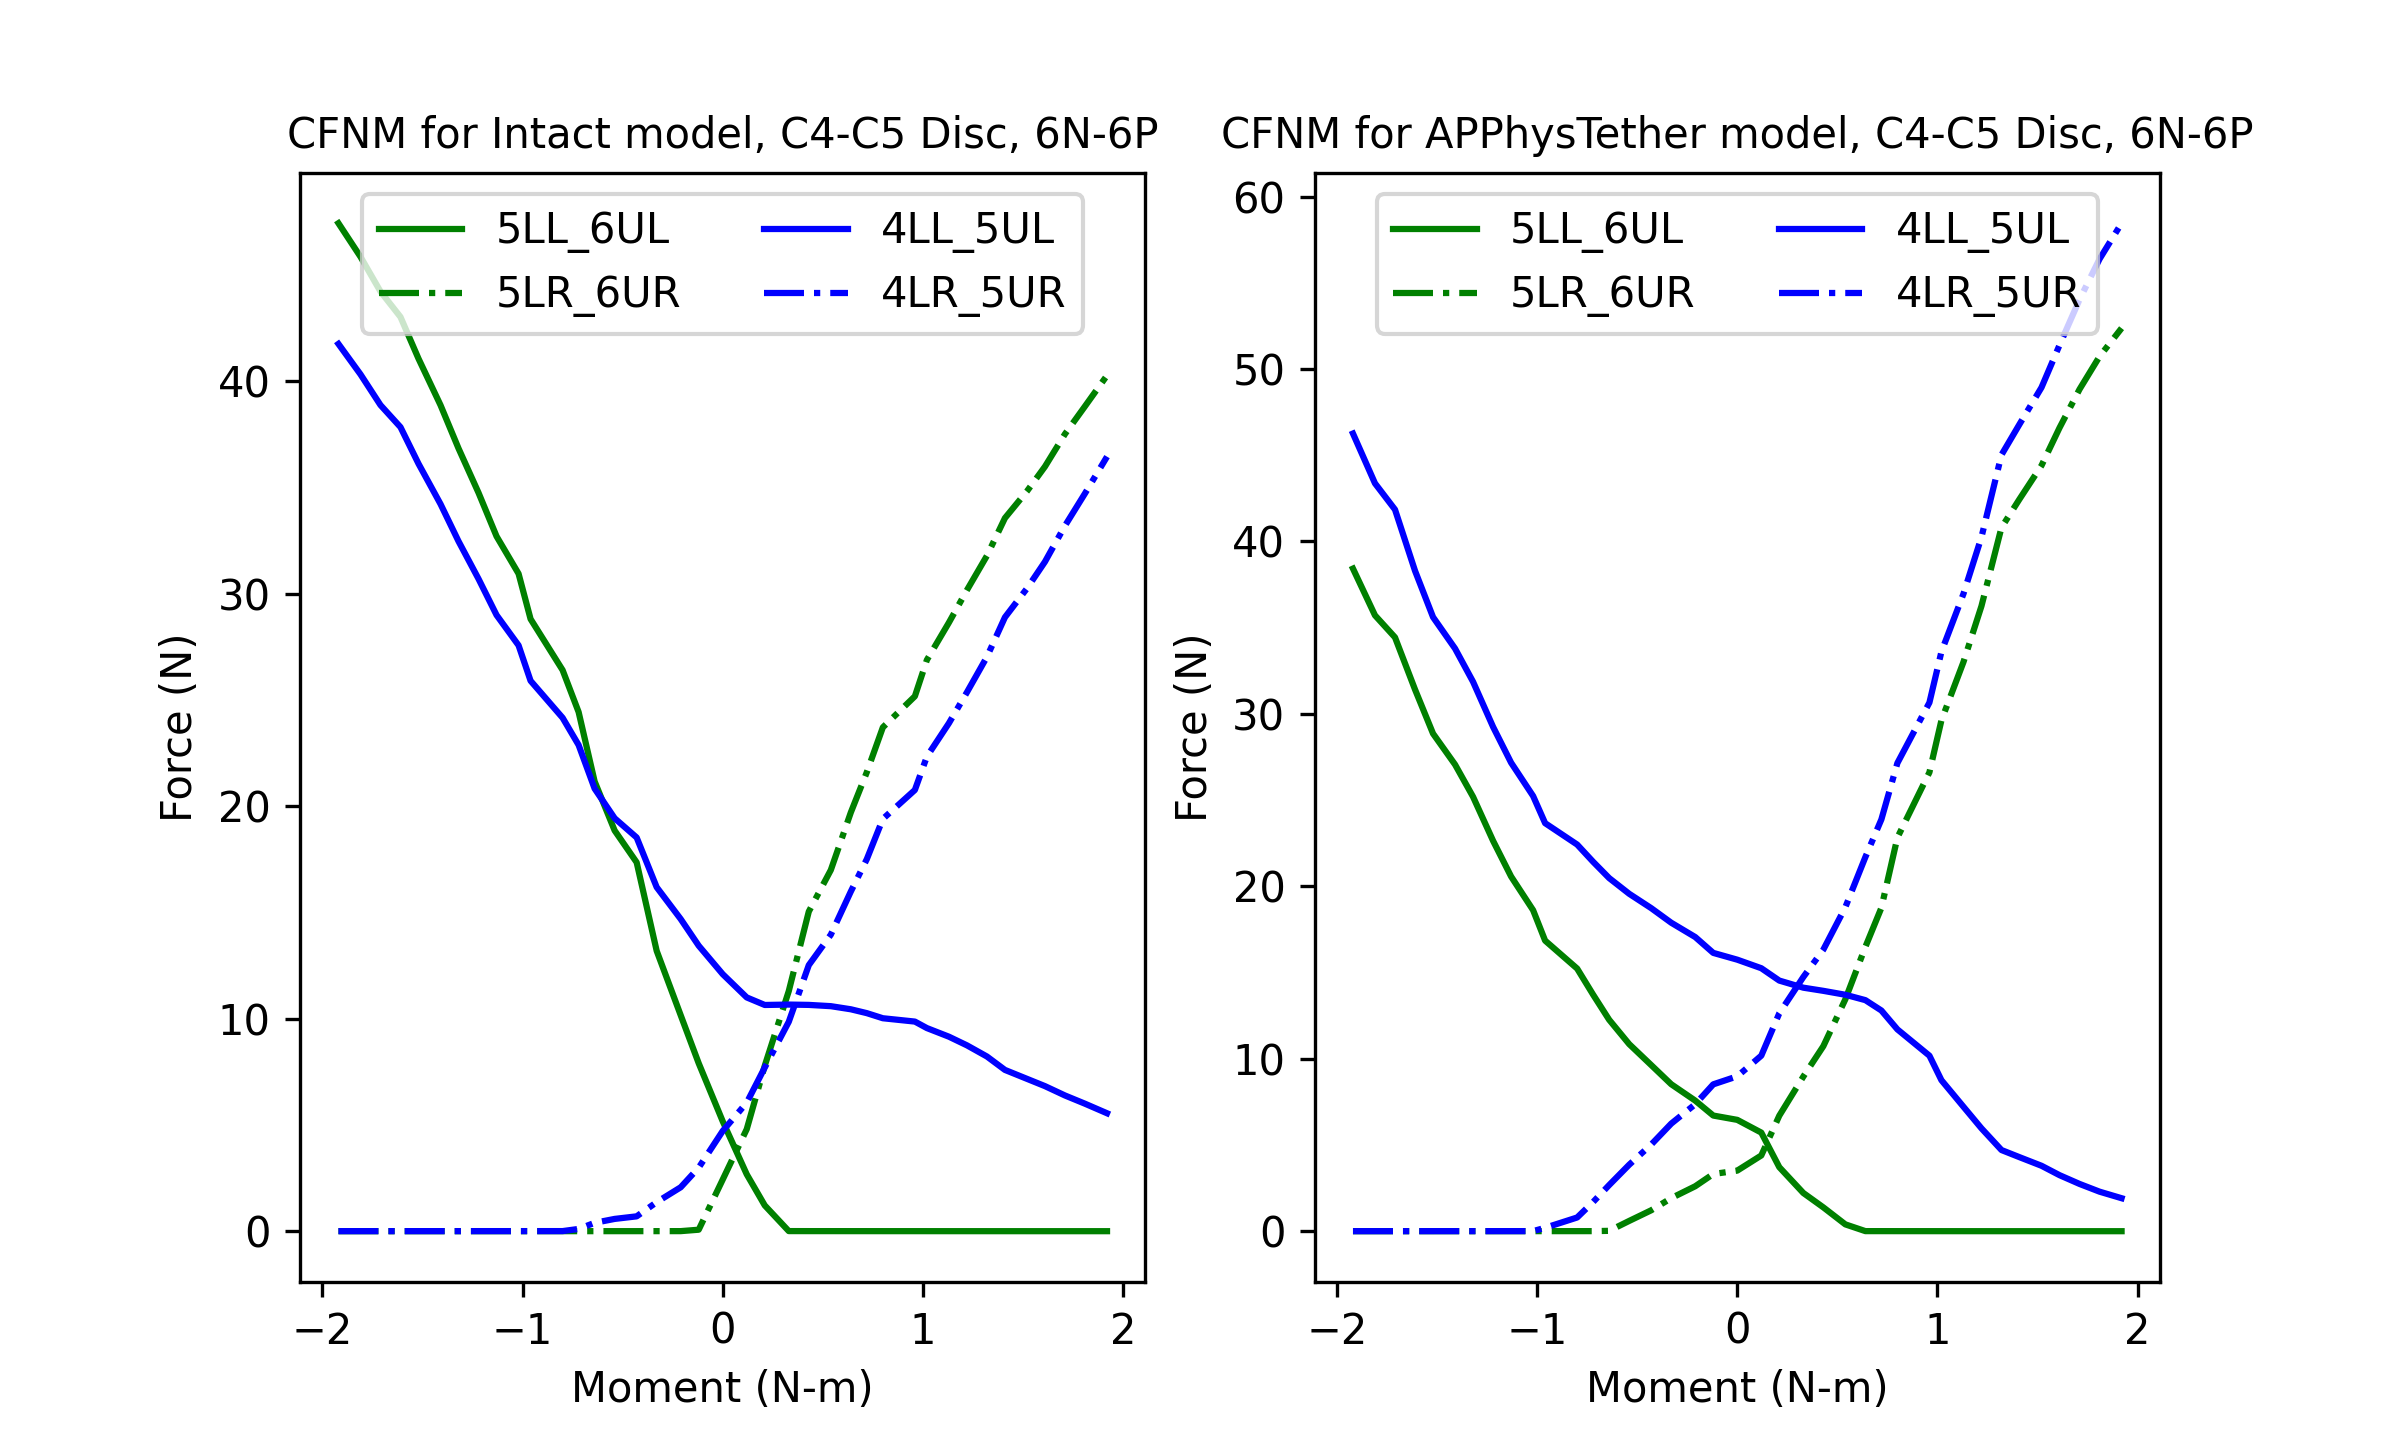 CFNM for Intact model, C4-C5 Disc, 6N-6P
5LL_6UL
5LR_6UR
4LL_5UL
4LR_5UR
40
30
20
10
0
Force (N)
−2 −1 0 1 2
Moment (N-m)
CFNM for APPhysTether model, C4-C5 Disc, 6N-6P
5LL_6UL
5LR_6UR
4LL_5UL
4LR_5UR
60
50
40
30
20
10
0
Force (N)
−2 −1 0 1 2
Moment (N-m)